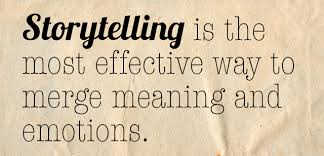 Storytelling is the
most effective way to
merge meaning and
emotions.